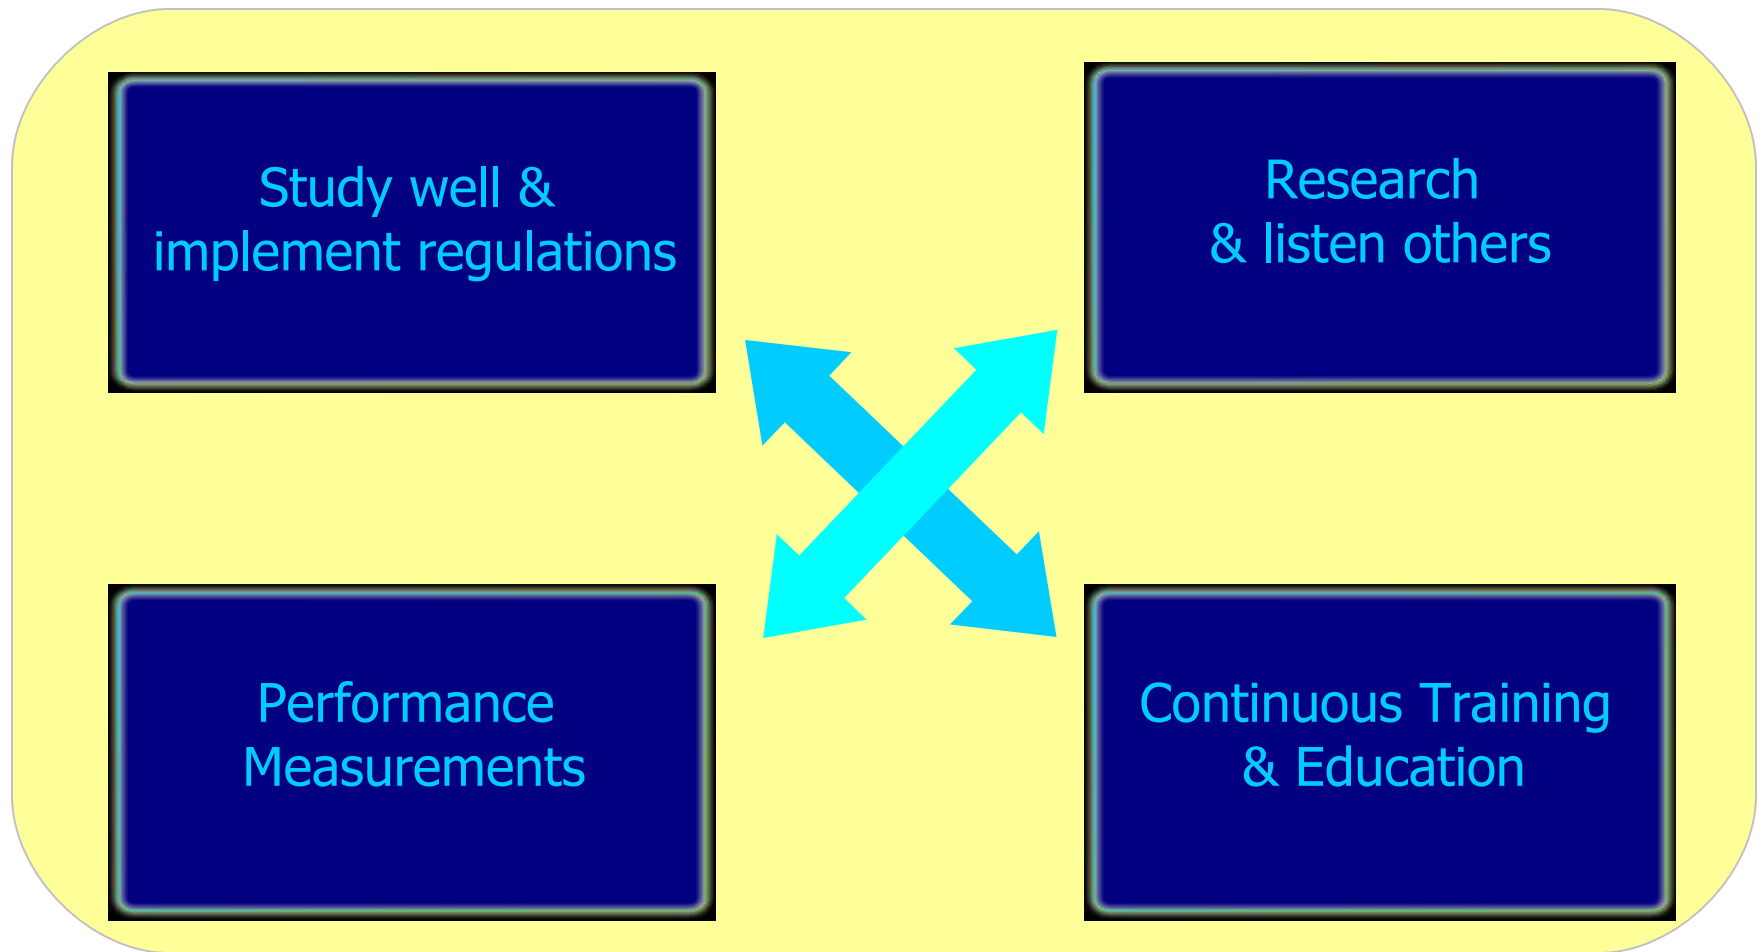 Study well &
implement regulations
Research
& listen others
Performance
Measurements
Continuous Training
& Education